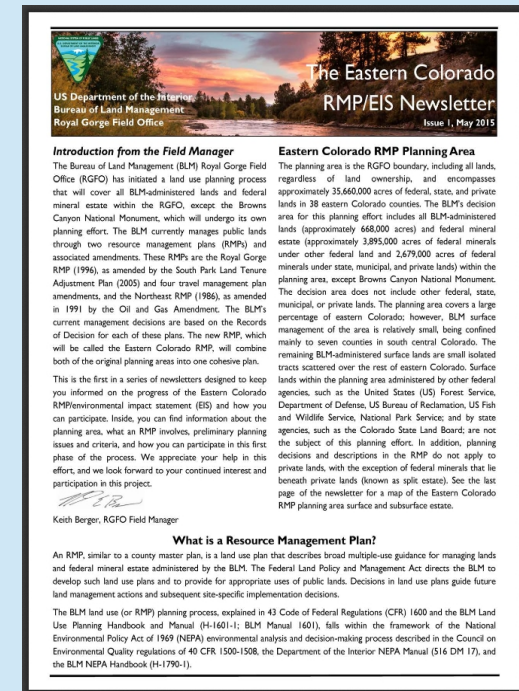 US Department of the Interior
Bureau of Land Management
Royal Gorge Field Office
The Eastern Colorado
RMP/EIS Newsletter
Issue 1, May 2015
Introduction from the Field Manager
The Bureau of Land Management (BLM) Royal Gorge Field
Office (RGFO) has initiated a land use planning process
that will cover all BLM-administered lands and federal
mineral estate within the RGFO, except the Browns
Canyon National Monument, which will undergo its own
planning effort. The BLM currently manages public lands
through two resource management plans (RMPs) and
associated amendments. These RMPs are the Royal Gorge
RMP (1996), as amended by the South Park Land Tenure
Adjustment Plan (2005) and four travel management plan
amendments, and the Northeast RMP (1986), as amended
in 1991 by the Oil and Gas Amendment. The BLM's
current management decisions are based on the Records
of Decision for each of these plans. The new RMP, which
will be called the Eastern Colorado RMP, will combine
both of the original planning areas into one cohesive plan.
This is the first in a series of newsletters designed to keep
you informed on the progress of the Eastern Colorado
RMP/environmental impact statement (EIS) and how you
can participate. Inside, you can find information about the
planning area, what an RMP involves, preliminary planning
issues and criteria, and how you can participate in this first
phase of the process. We appreciate your help in this
effort, and we look forward to your continued interest and
participation in this project.
Keith Berger, RGFO Field Manager
Eastern Colorado RMP Planning Area
The planning area is the RGFO boundary, including all lands,
regardless of land ownership, and encompasses
approximately 35,660,000 acres of federal, state, and private
lands in 38 eastern Colorado counties. The BLM's decision
area for this planning effort includes all BLM-administered
lands (approximately 668,000 acres) and federal mineral
estate (approximately 3,895,000 acres of federal minerals
under other federal land and 2,679,000 acres of federal
minerals under state, municipal, and private lands) within the
planning area, except Browns Canyon National Monument.
The decision area does not include other federal, state,
municipal, or private lands. The planning area covers a large
percentage of eastern Colorado; however, BLM surface
management of the area is relatively small, being confined
mainly to seven counties in south central Colorado. The
remaining BLM-administered surface lands are small isolated
tracts scattered over the rest of eastern Colorado. Surface
lands within the planning area administered by other federal
agencies, such as the United States (US) Forest Service,
Department of Defense, US Bureau of Reclamation, US Fish
and Wildlife Service, National Park Service; and by state
agencies, such as the Colorado State Land Board; are not
the subject of this planning effort. In addition, planning
decisions and descriptions in the RMP do not apply to
private lands, with the exception of federal minerals that lie
beneath private lands (known as split estate). See the last
page of the newsletter for a map of the Eastern Colorado
RMP planning area surface and subsurface estate.
What is a Resource Management Plan?
An RMP, similar to a county master plan, is a land use plan that describes broad multiple-use guidance for managing lands
and federal mineral estate administered by the BLM. The Federal Land Policy and Management Act directs the BLM to
develop such land use plans and to provide for appropriate uses of public lands. Decisions in land use plans guide future
land management actions and subsequent site-specific implementation decisions.
The BLM land use (or RMP) planning process, explained in 43 Code of Federal Regulations (CFR) 1600 and the BLM Land
Use Planning Handbook and Manual (H-1601-1; BLM Manual 1601), falls within the framework of the National
Environmental Policy Act of 1969 (NEPA) environmental analysis and decision-making process described in the Council on
Environmental Quality regulations of 40 CFR 1500-1508, the Department of the Interior NEPA Manual (516 DM 17), and
the BLM NEPA Handbook (H-1790-1).